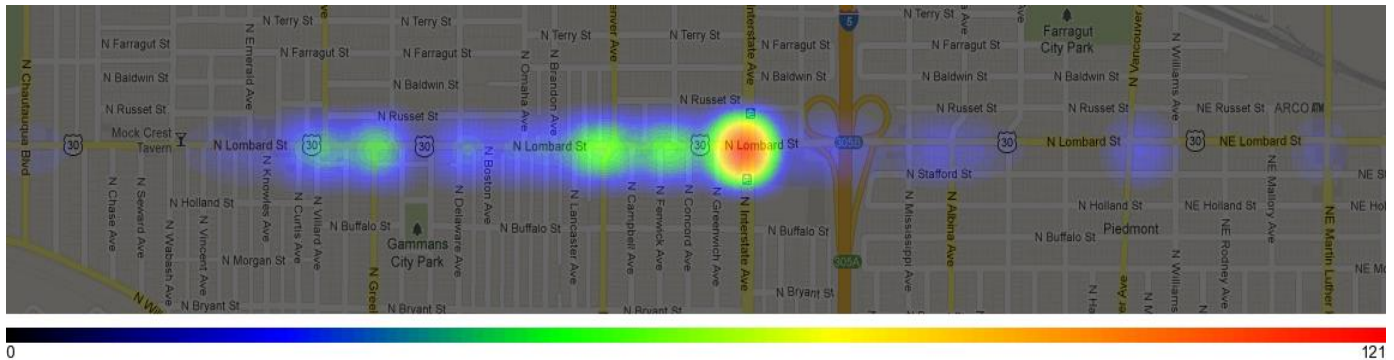 N Terry St
N Terry St
N Terry St
N Terry St
5
Farragut
City Park
N Farragut St
N Farragut St
N Farragut St
N Farragut St
N Emerald Ave
Interstate Ave
N Vancouver
N Williams Ave
N Chautauqua Blvd
N Baldwin St
N Baldwin St
N Baldwin St
N Baldwin St
N Baldwin St
N Omaha Ave
N Brandon Ave
N Russet St
N Russet St
N Russet St
N Russet St
N Russet St
NE Russet St
ARCO
Mock Crest
Tavern
30
N Lombard St
30
30
N Lombard St
30
N Lombard St
305B
30
N Lombard St
30
NE Lombard St
N Stafford St
N Chase Ave
N Seward Ave
N Wabash Ave
N Vincent Ave
N Knowles Ave
N Curtis Ave
N Villard Ave
N Delaware Ave
N Boston Ave
N Lancaster Ave
N Campbell Ave
N Fenwick Ave
N Concord Ave
N Greenwich Ave
N Interstate Ave
N Mississippi Ave
N Albina Ave
NE Rodney Ave
NE Mallory Ave
NE Martin Luther
N Holland St
N Holland St
NE Holland St
N Buffalo St
N Buffalo St
N Buffalo St
N Buffalo St
Piedmont
Gammans
City Park
N Morgan St
305A
N Bryant St
N Bryant St
N Bryant St
N Bryant St
N Williams
0
121